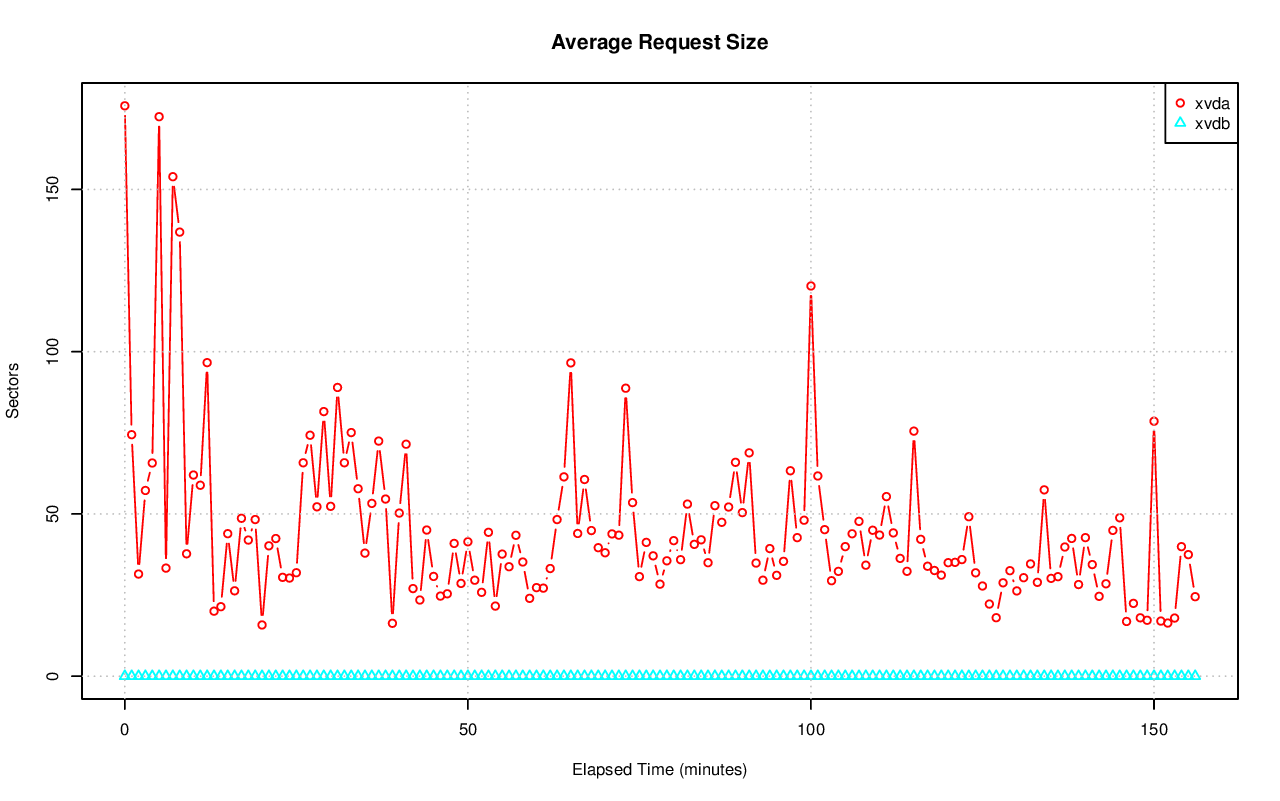 Average Request Size
xvda
xvdb
Sectors
150
100
50
0
0 50 100 150
Elapsed Time (minutes)